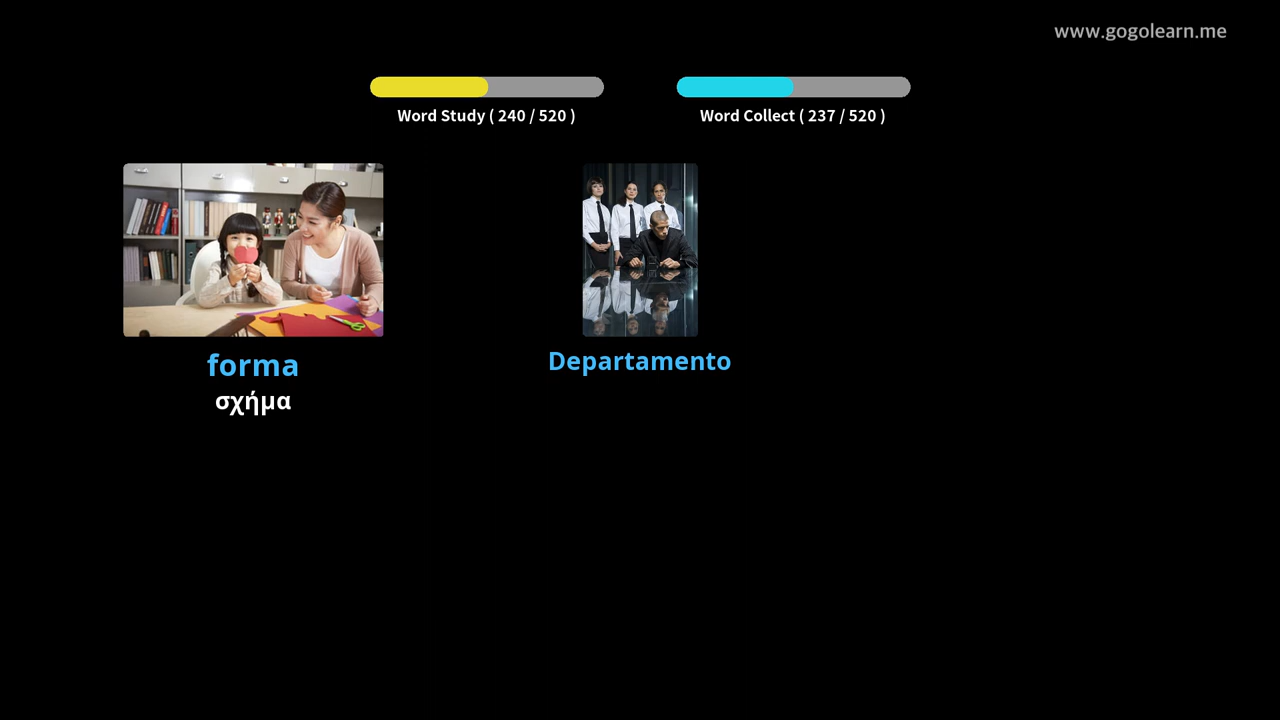 www.gogolearn.me
Word Study ( 240 / 520 )
Word Collect ( 237 / 520 )
forma
σχήμα
Departamento